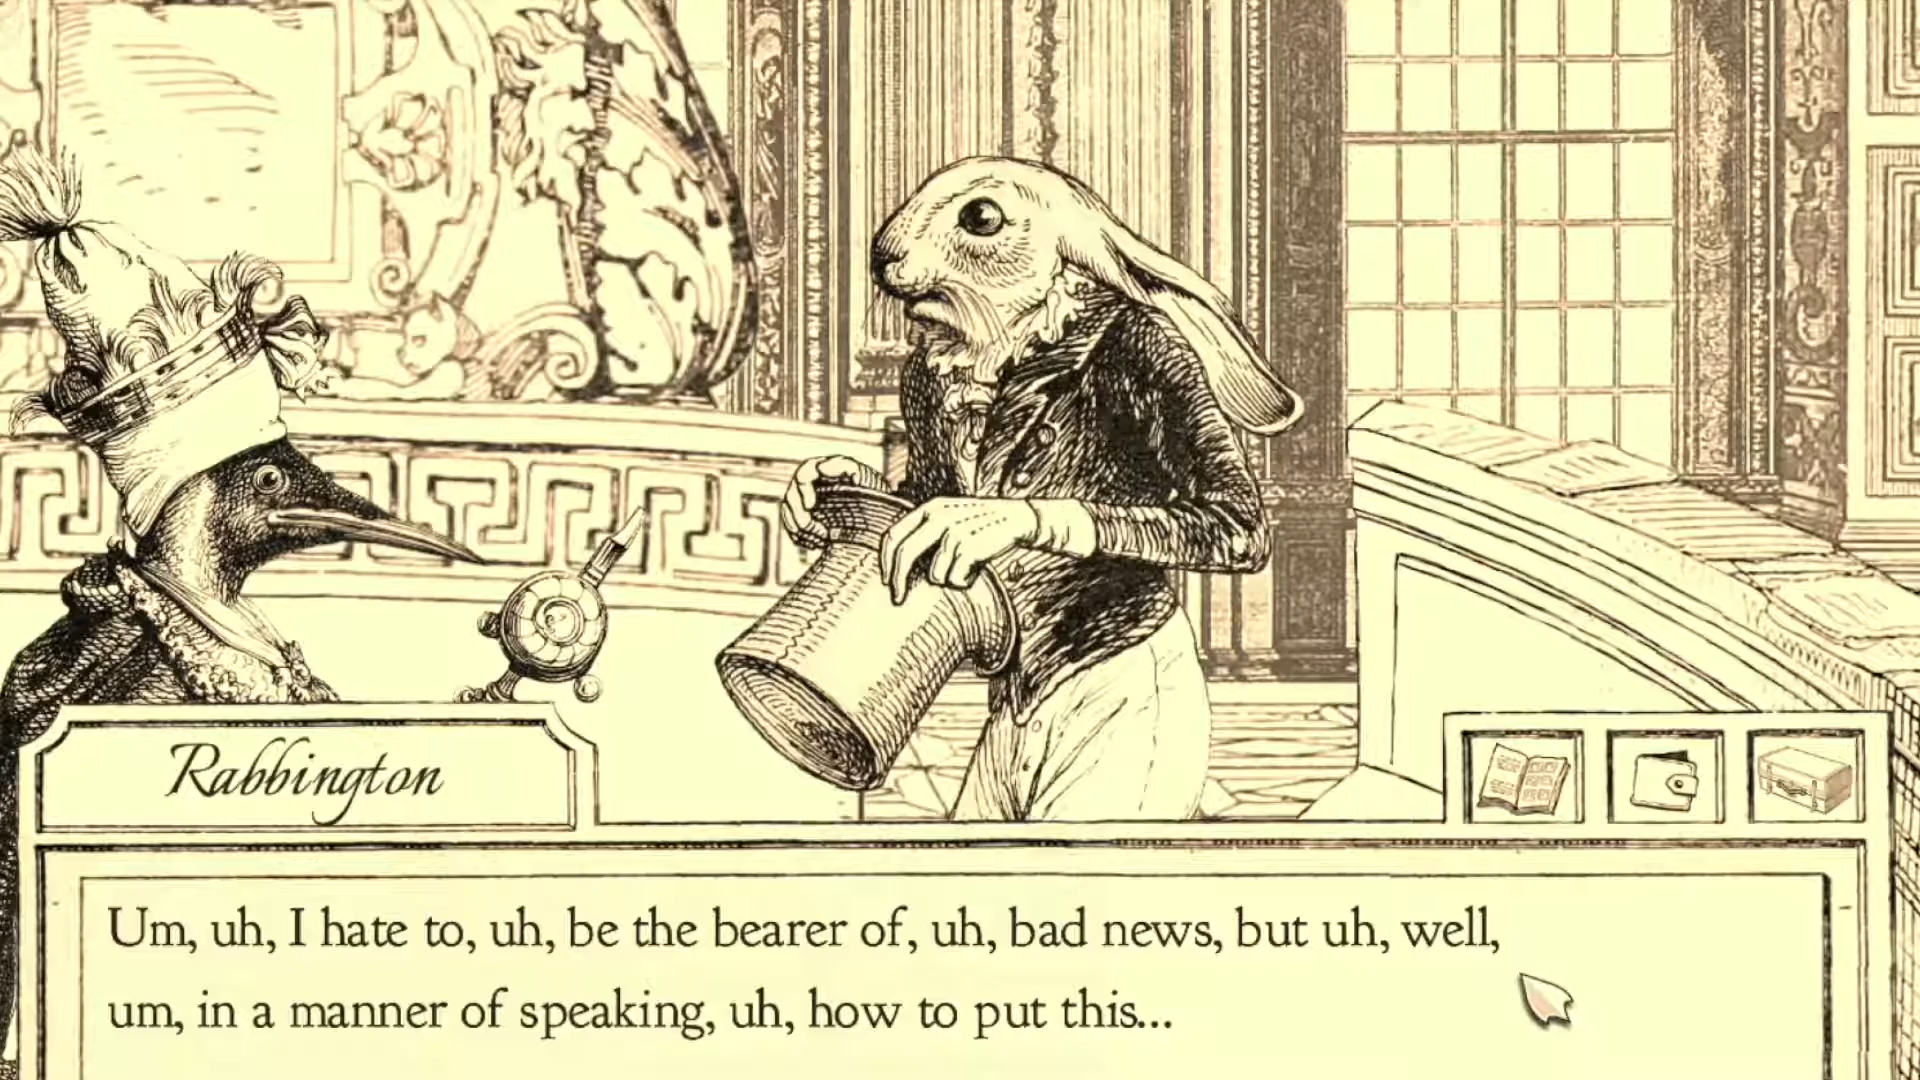 Rabbington
Um, uh, I hate to, uh, be the bearer of, uh, bad news, but uh, well,
um, in a manner of speaking, uh, how to put this...